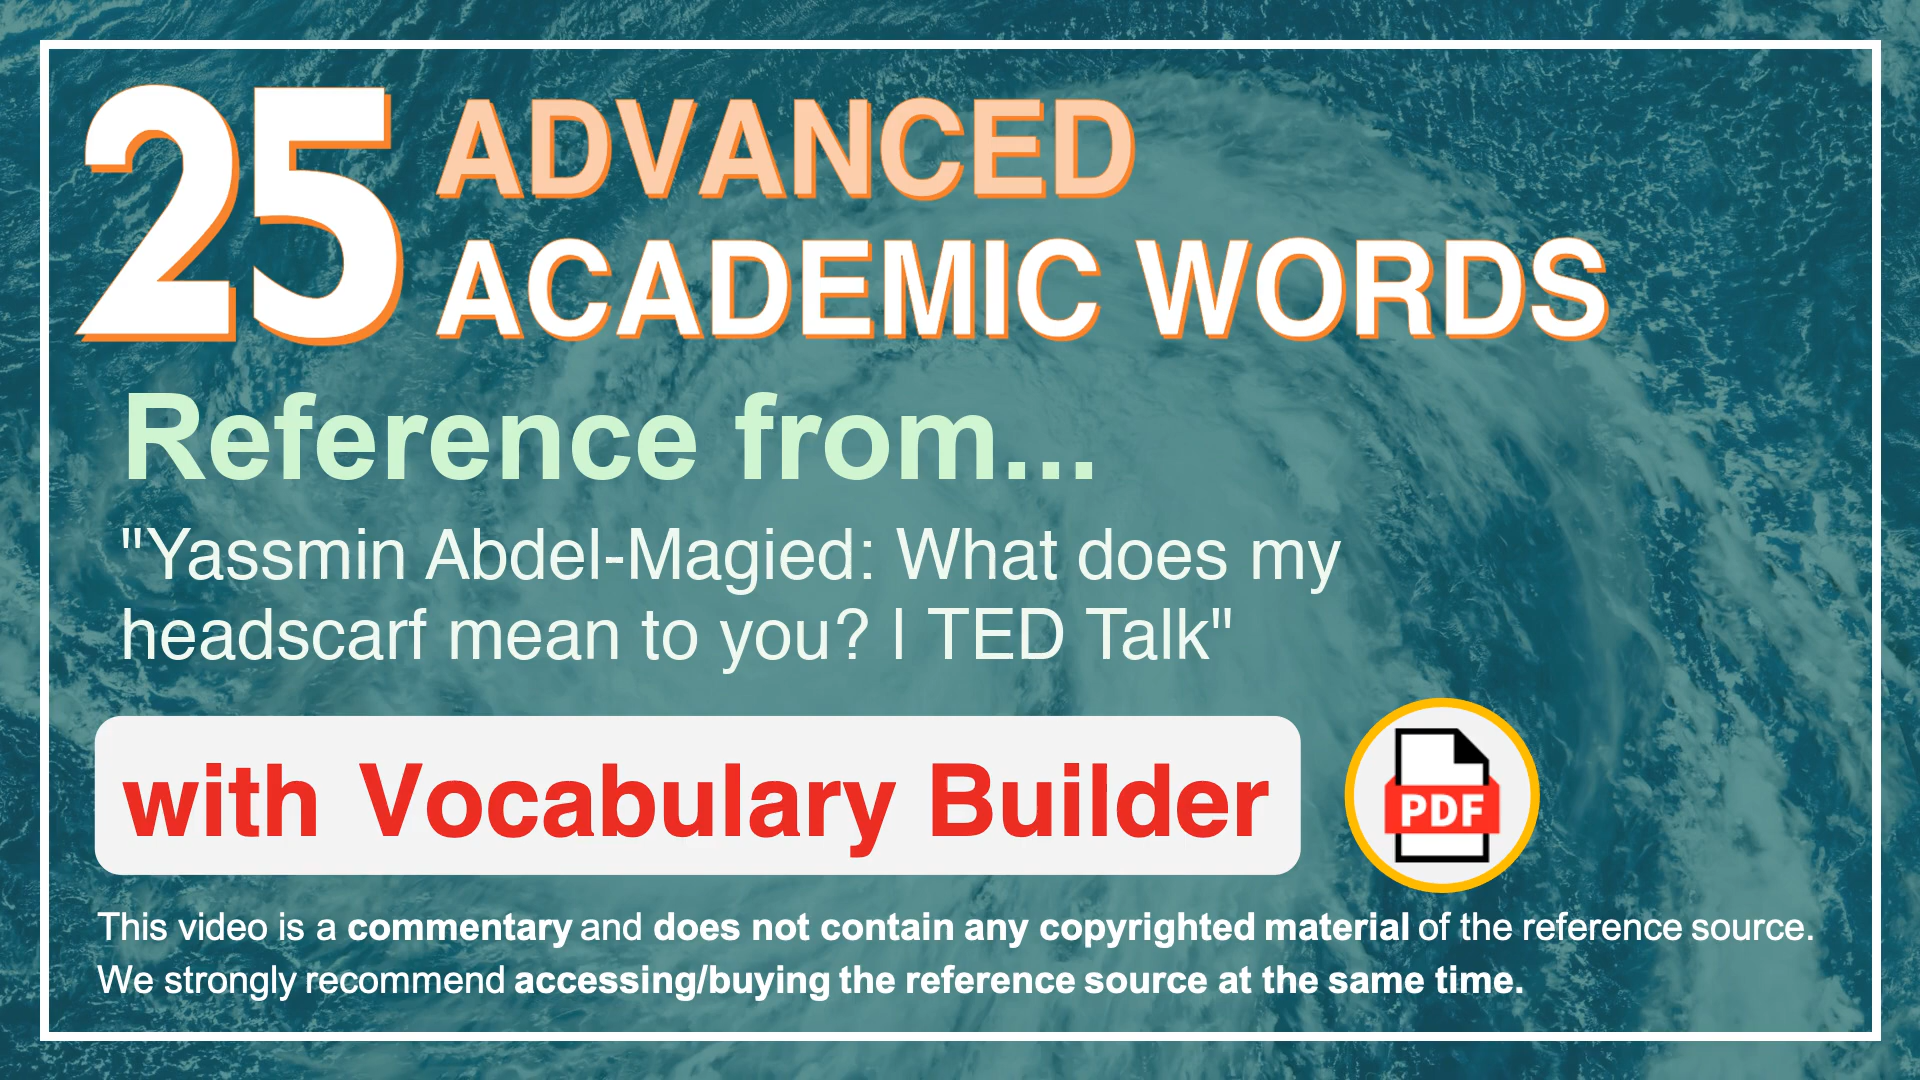 25 ADVANCED
ACADEMIC WORDS
Reference from...
"Yassmin Abdel-Magied: What does my
headscarf mean to you? | TED Talk"
with Vocabulary Builder
PDF
This video is a commentary and does not contain any copyrighted material of the reference source.
We strongly recommend accessing/buying the reference source at the same time.